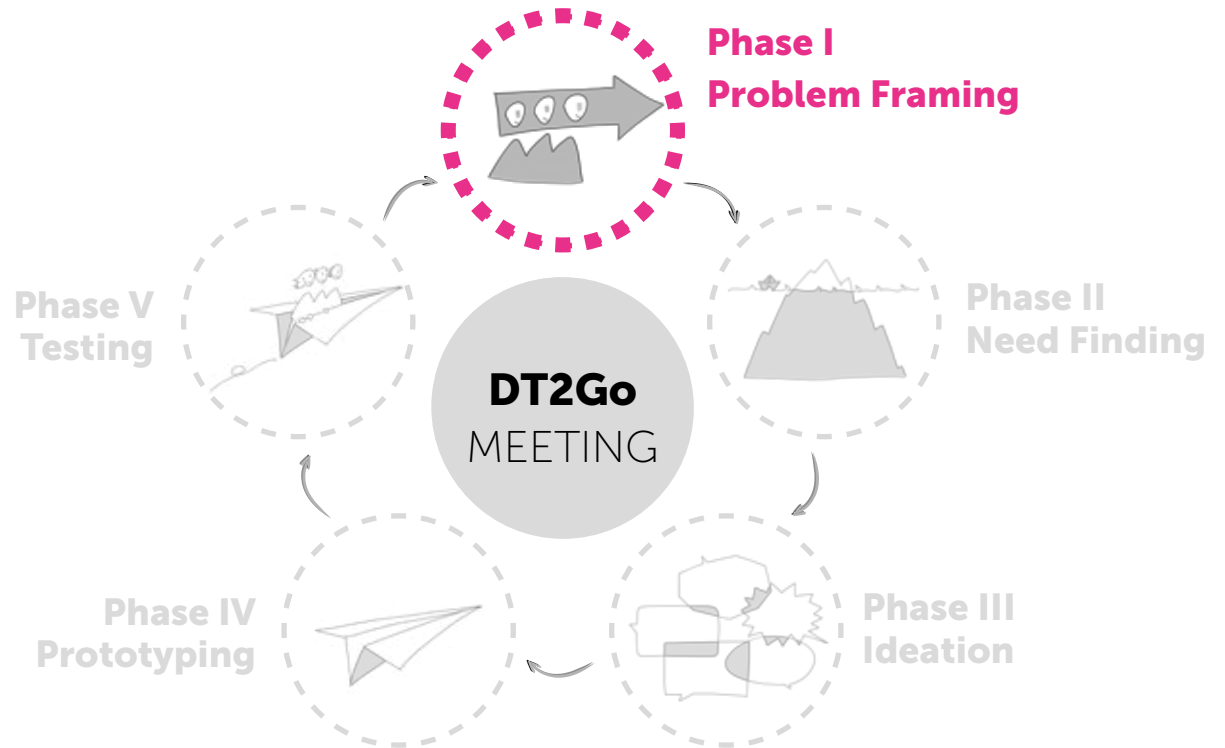 Phase I
Problem Framing
Phase II
Need Finding
Phase III
Ideation
Phase IV
Prototyping
Phase V
Testing
DT2Go
MEETING